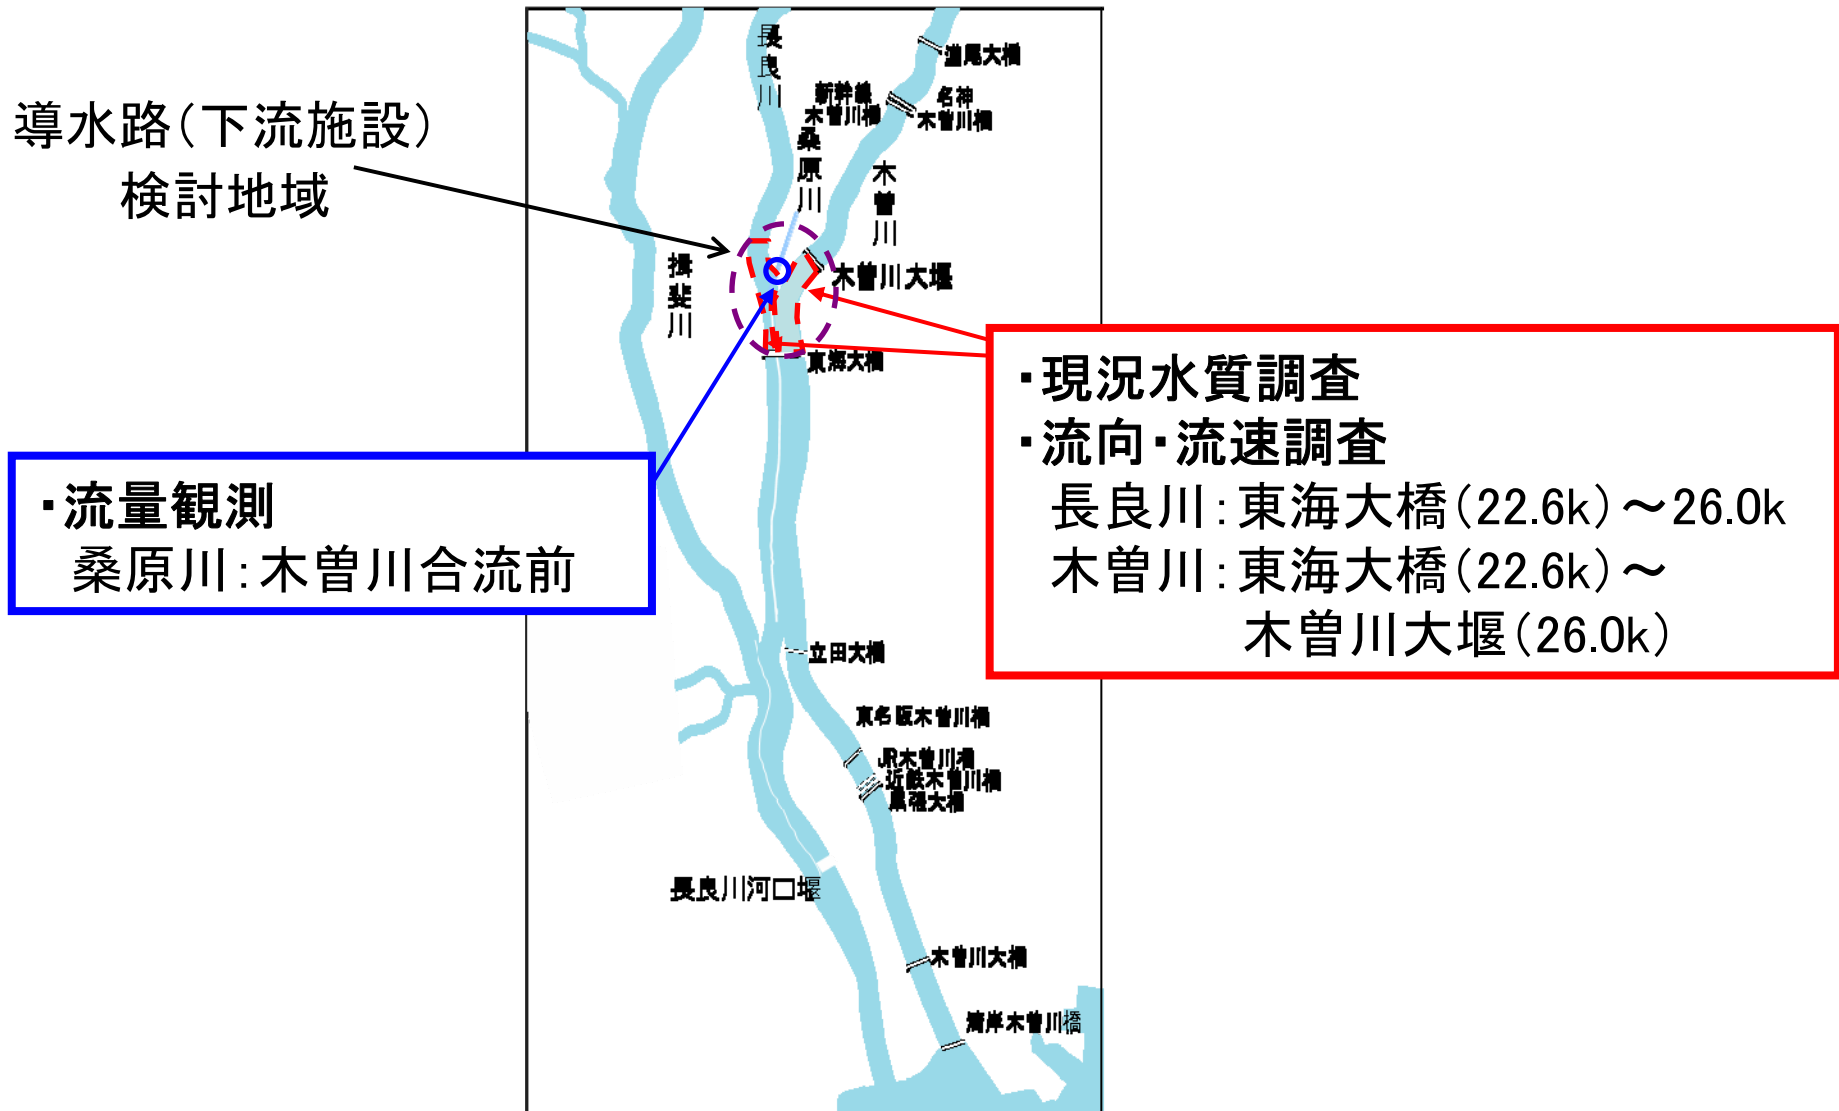 導水路（下流施設）
検討地域
長良川
濃尾大橋
新幹線
木曽川橋
名神
木曽川橋
桑原川
木曽川
木曽川大堰
揖斐川
東海大橋
・現況水質調査
・流向・流速調査
長良川：東海大橋（22.6k）～26.0k
木曽川：東海大橋（22.6k）～
木曽川大堰（26.0k）
・流量観測
桑原川：木曽川合流前
立田大橋
東名阪木曽川橋
JR木曽川橋
近鉄木曽川橋
尾張大橋
長良川河口堰
木曽川大橋
湾岸木曽川橋